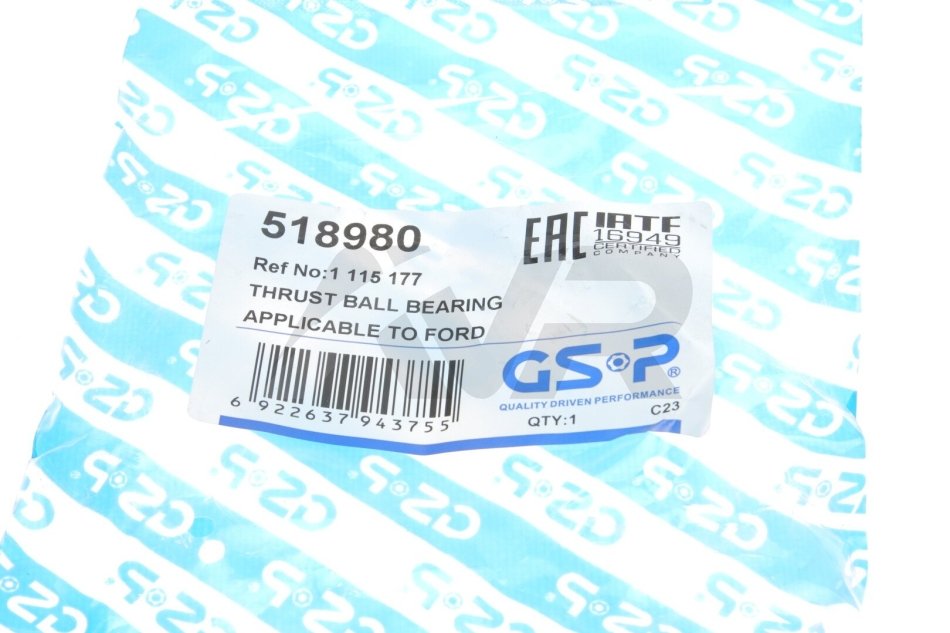 518980
EAC
IATF
16949
CERTIFIED
COMPANY
Ref No:1 115 177
THRUST BALL BEARING
APPLICABLE TO FORD
GSP®
QUALITY DRIVEN PERFORMANCE
6 922637 943755
QTY:1
C23